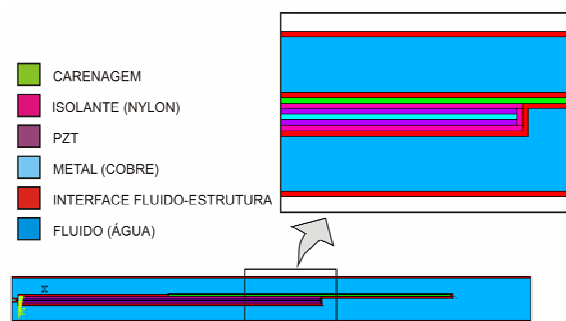 CARENAGEM
ISOLANTE (NYLON)
PZT
METAL (COBRE)
INTERFACE FLUIDO-ESTRUTURA
FLUIDO (ÁGUA)
X